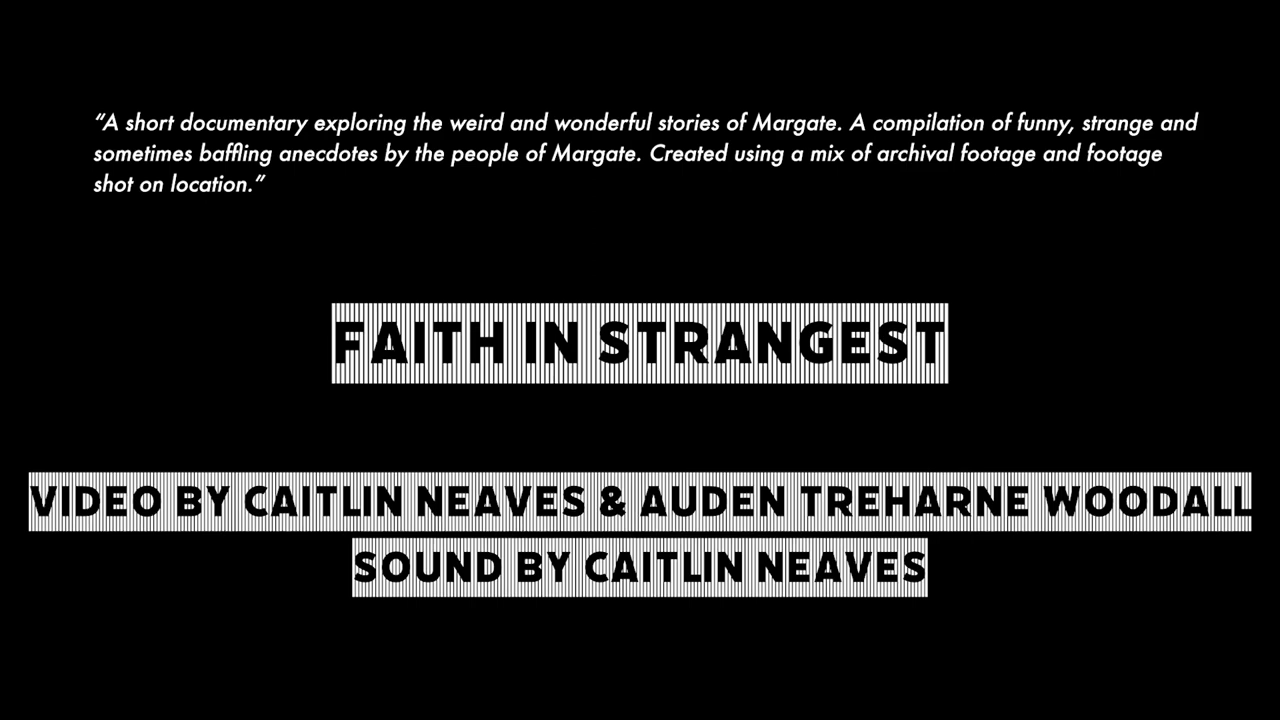 “A short documentary exploring the weird and wonderful stories of Margate. A compilation of funny, strange and
sometimes baffling anecdotes by the people of Margate. Created using a mix of archival footage and footage
shot on location.”
FAITH IN STRANGEST
VIDEO BY CAITLIN NEAVES & AUDEN TREHARNE WOODALL
SOUND BY CAITLIN NEAVES